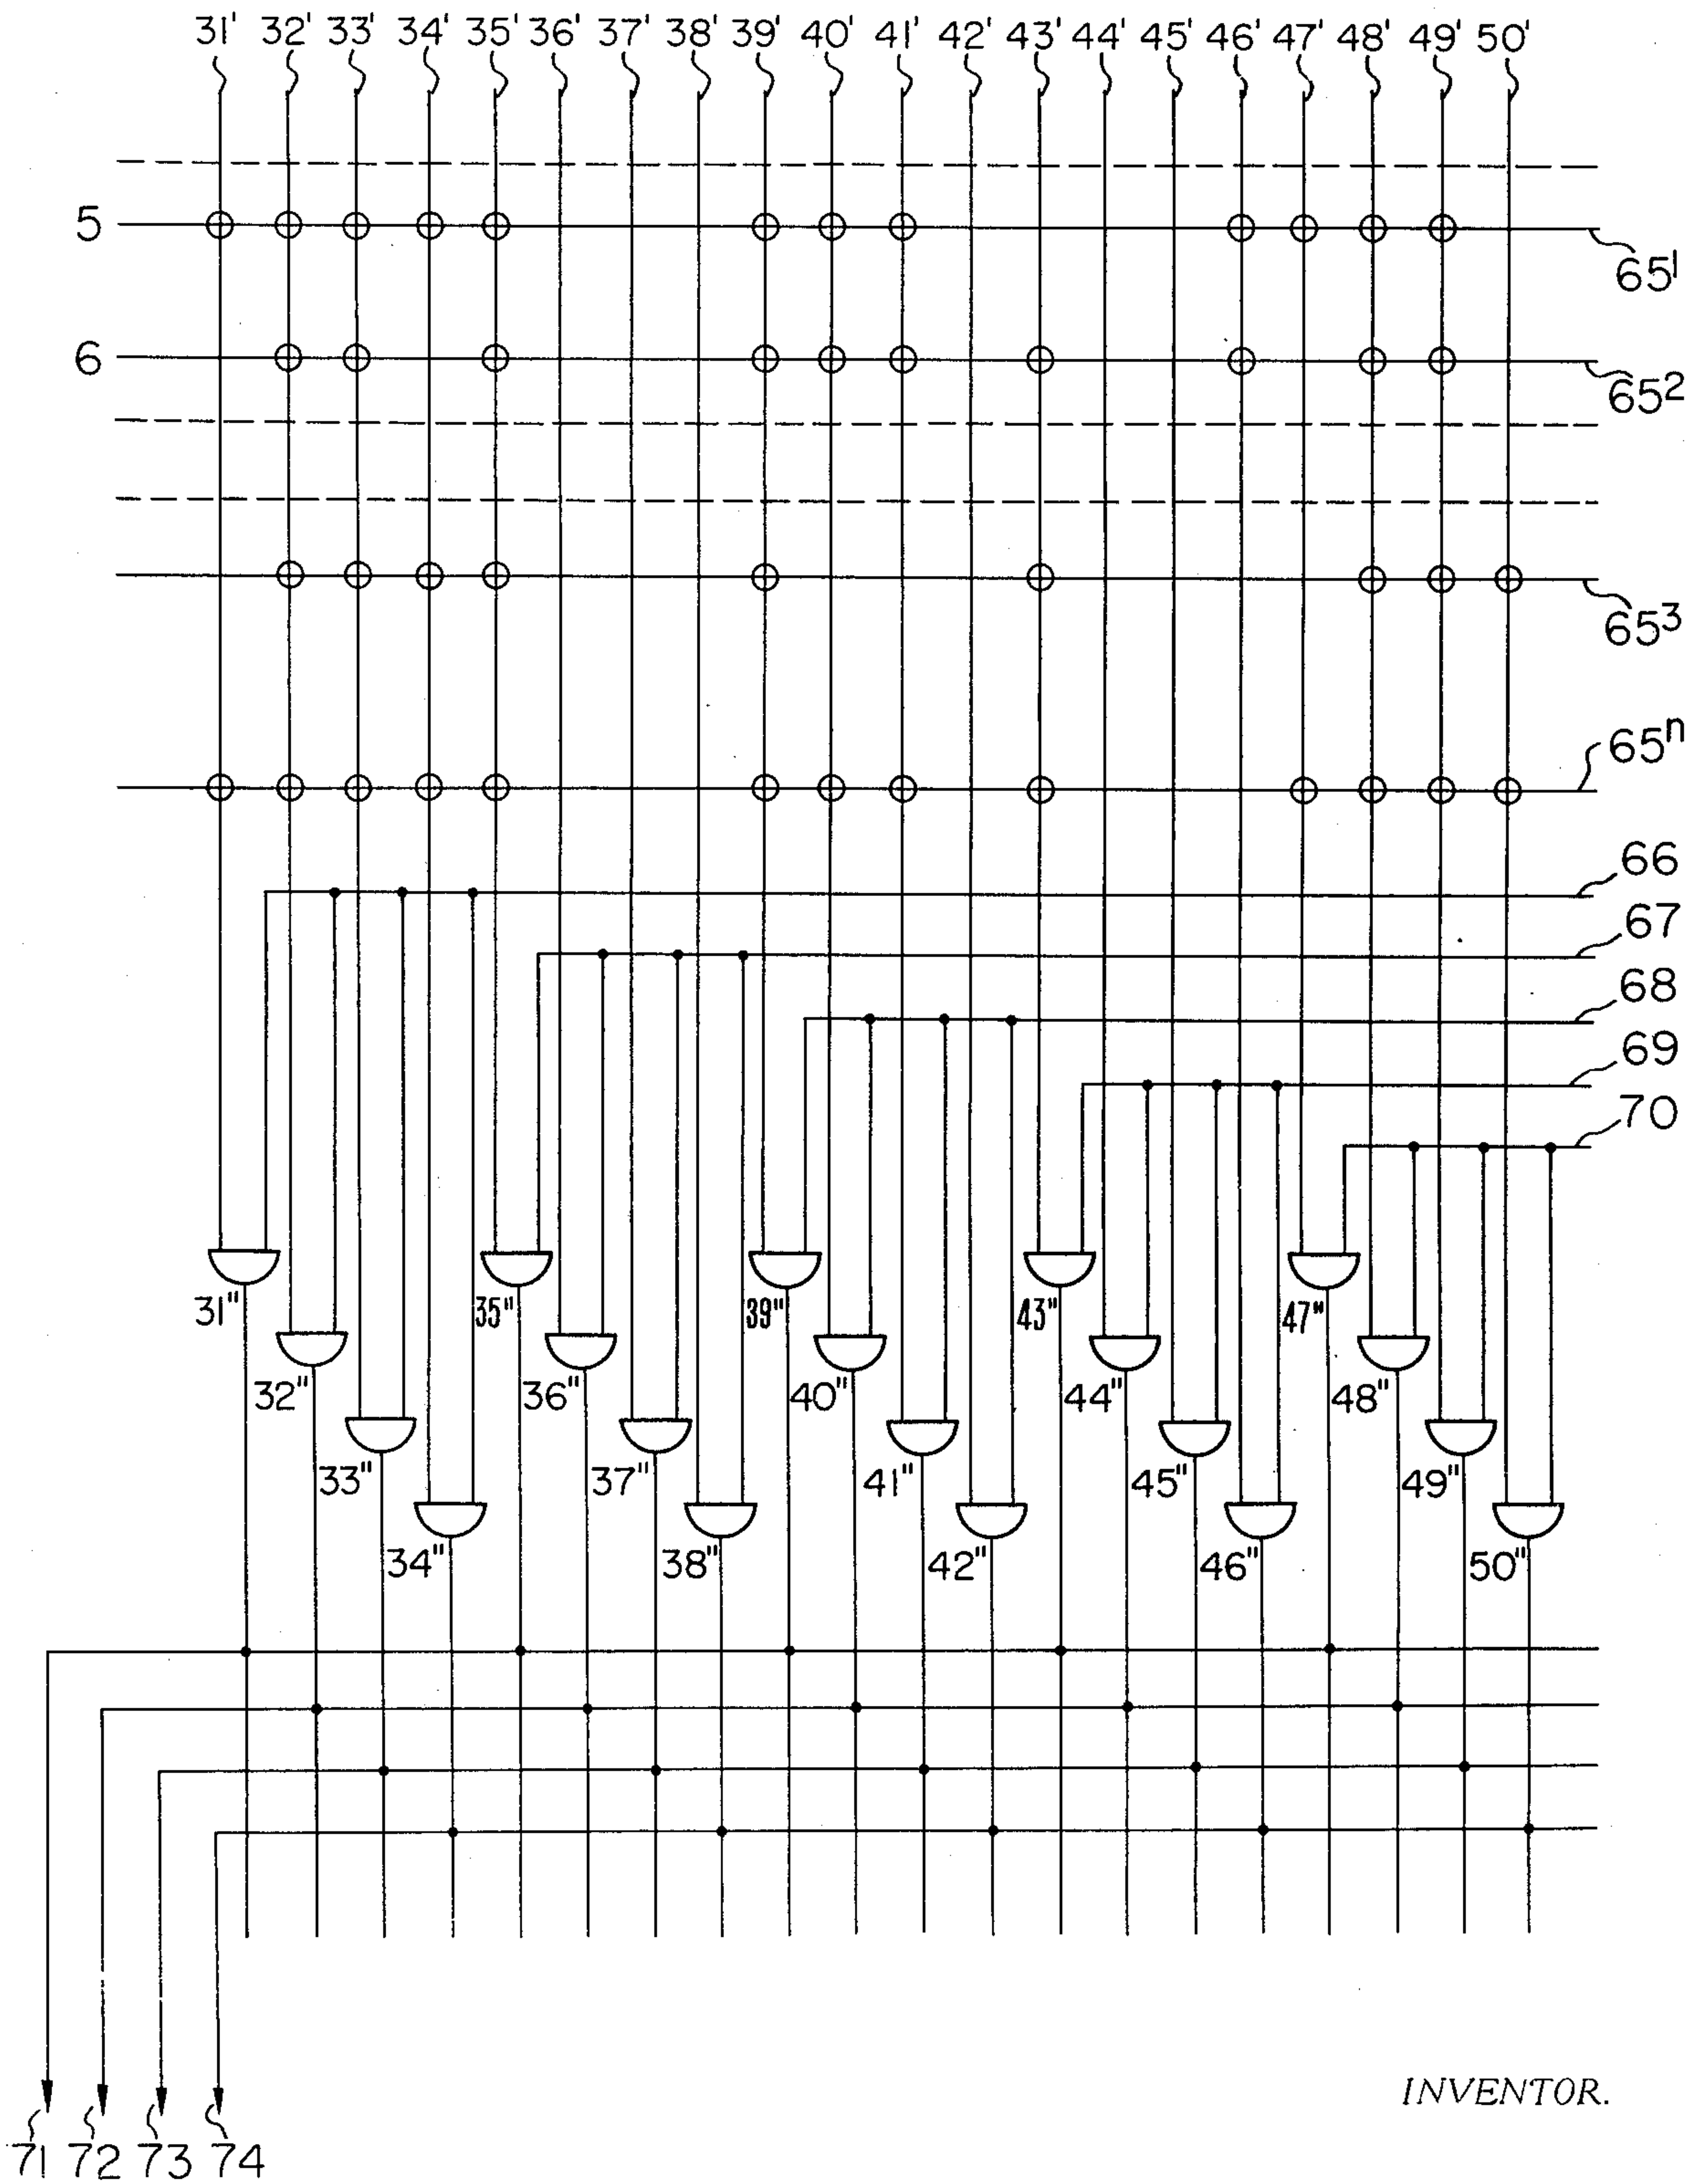 31' 32' 33' 34' 35' 36' 37' 38' 39' 40' 41' 42' 43' 44' 45' 46' 47' 48' 49' 50'
5
65¹
6
65²
65³
65ⁿ
66
67
68
69
70
31" 35" 39" 43" 47"
32" 36" 40" 44" 48"
33" 37" 41" 45" 49"
34" 38" 42" 46" 50"
INVENTOR.
71 72 73 74